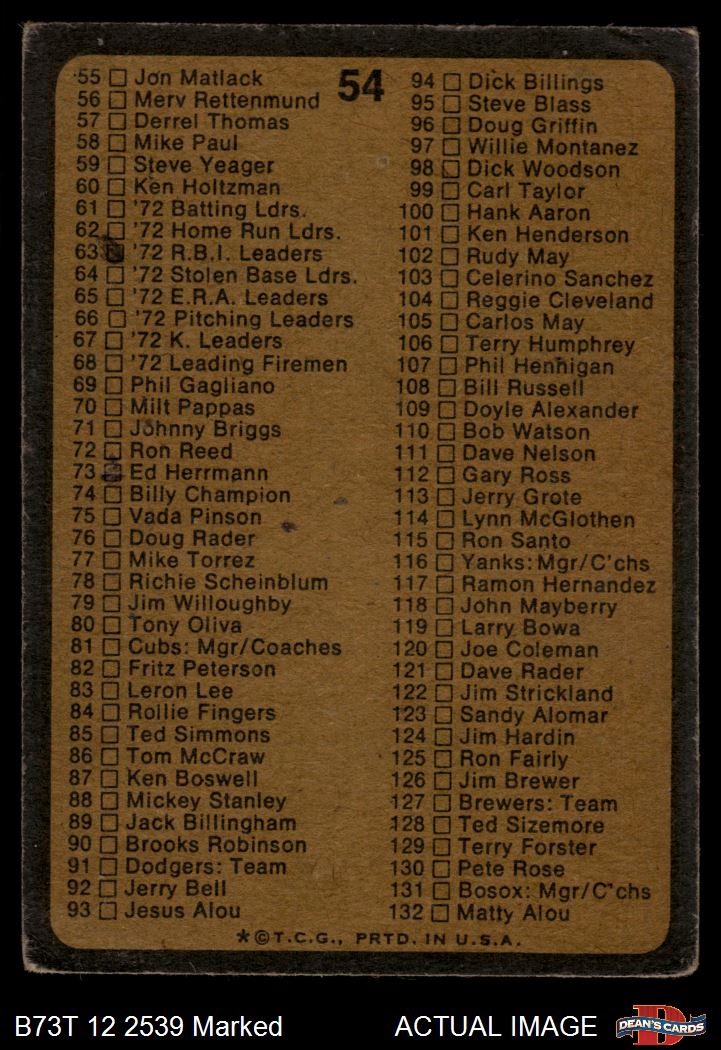 54
55 Jon Matlack
56 Merv Rettenmund
57 Derrel Thomas
58 Mike Paul
59 Steve Yeager
60 Ken Holtzman
61 '72 Batting Ldrs.
62 '72 Home Run Ldrs.
63 '72 R.B.I. Leaders
64 '72 Stolen Base Ldrs.
65 '72 E.R.A. Leaders
66 '72 Pitching Leaders
67 '72 K. Leaders
68 '72 Leading Firemen
69 Phil Gagliano
70 Milt Pappas
71 Johnny Briggs
72 Ron Reed
73 Ed Herrmann
74 Billy Champion
75 Vada Pinson
76 Doug Rader
77 Mike Torrez
78 Richie Scheinblum
79 Jim Willoughby
80 Tony Oliva
81 Cubs: Mgr/Coaches
82 Fritz Peterson
83 Leron Lee
84 Rollie Fingers
85 Ted Simmons
86 Tom McCraw
87 Ken Boswell
88 Mickey Stanley
89 Jack Billingham
90 Brooks Robinson
91 Dodgers: Team
92 Jerry Bell
93 Jesus Alou
94 Dick Billings
95 Steve Blass
96 Doug Griffin
97 Willie Montanez
98 Dick Woodson
99 Carl Taylor
100 Hank Aaron
101 Ken Henderson
102 Rudy May
103 Celerino Sanchez
104 Reggie Cleveland
105 Carlos May
106 Terry Humphrey
107 Phil Hennigan
108 Bill Russell
109 Doyle Alexander
110 Bob Watson
111 Dave Nelson
112 Gary Ross
113 Jerry Grote
114 Lynn McGlothen
115 Ron Santo
116 Yanks: Mgr/C'chs
117 Ramon Hernandez
118 John Mayberry
119 Larry Bowa
120 Joe Coleman
121 Dave Rader
122 Jim Strickland
123 Sandy Alomar
124 Jim Hardin
125 Ron Fairly
126 Jim Brewer
127 Brewers: Team
128 Ted Sizemore
129 Terry Forster
130 Pete Rose
131 Bosox: Mgr/C'chs
132 Matty Alou
*©T.C.G., PRTD. IN U.S.A.
B73T 12 2539 Marked ACTUAL IMAGE
D
DEAN'S CARDS